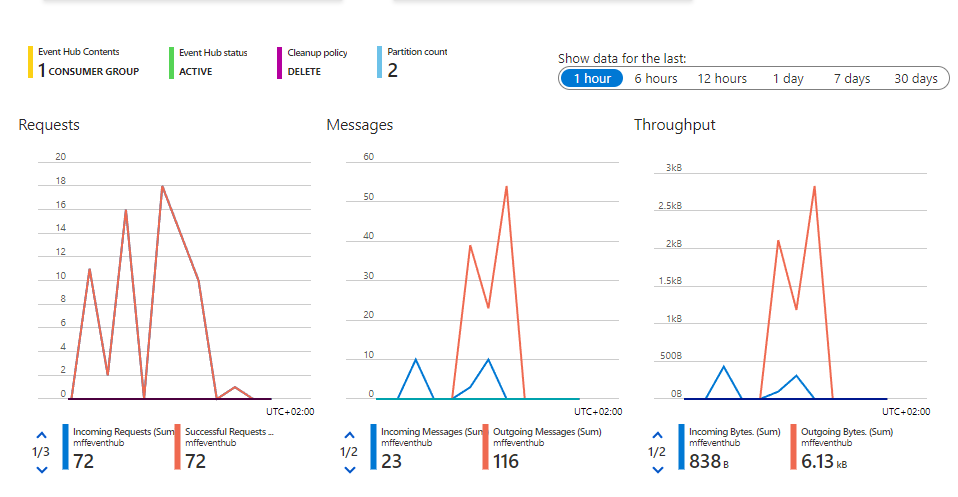 Event Hub Contents
1 CONSUMER GROUP
Event Hub status
ACTIVE
Cleanup policy
DELETE
Partition count
2
Show data for the last:
1 hour 6 hours 12 hours 1 day 7 days 30 days
Requests
20
18
16
14
12
10
8
6
4
2
0
UTC+02:00
1/3
Incoming Requests (Sum
mffeventhub
72
Successful Requests ...
mffeventhub
72
Messages
60
50
40
30
20
10
0
UTC+02:00
1/2
Incoming Messages (Sum
mffeventhub
23
Outgoing Messages (Sum)
mffeventhub
116
Throughput
3kB
2.5kB
2kB
1.5kB
1kB
500B
0B
UTC+02:00
1/2
Incoming Bytes. (Sum)
mffeventhub
838 B
Outgoing Bytes. (Sum)
mffeventhub
6.13 kB